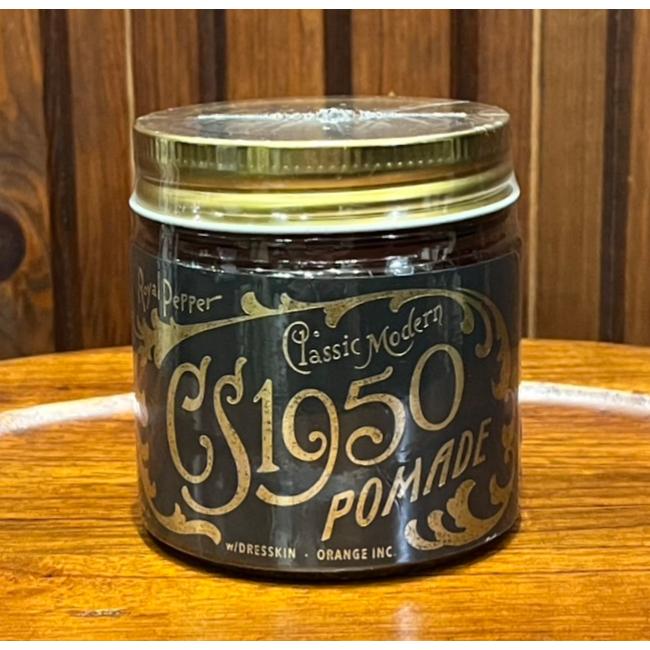 Royal Pepper
Classic Modern
CS1950
POMADE
w/DRESSKIN · ORANGE INC.